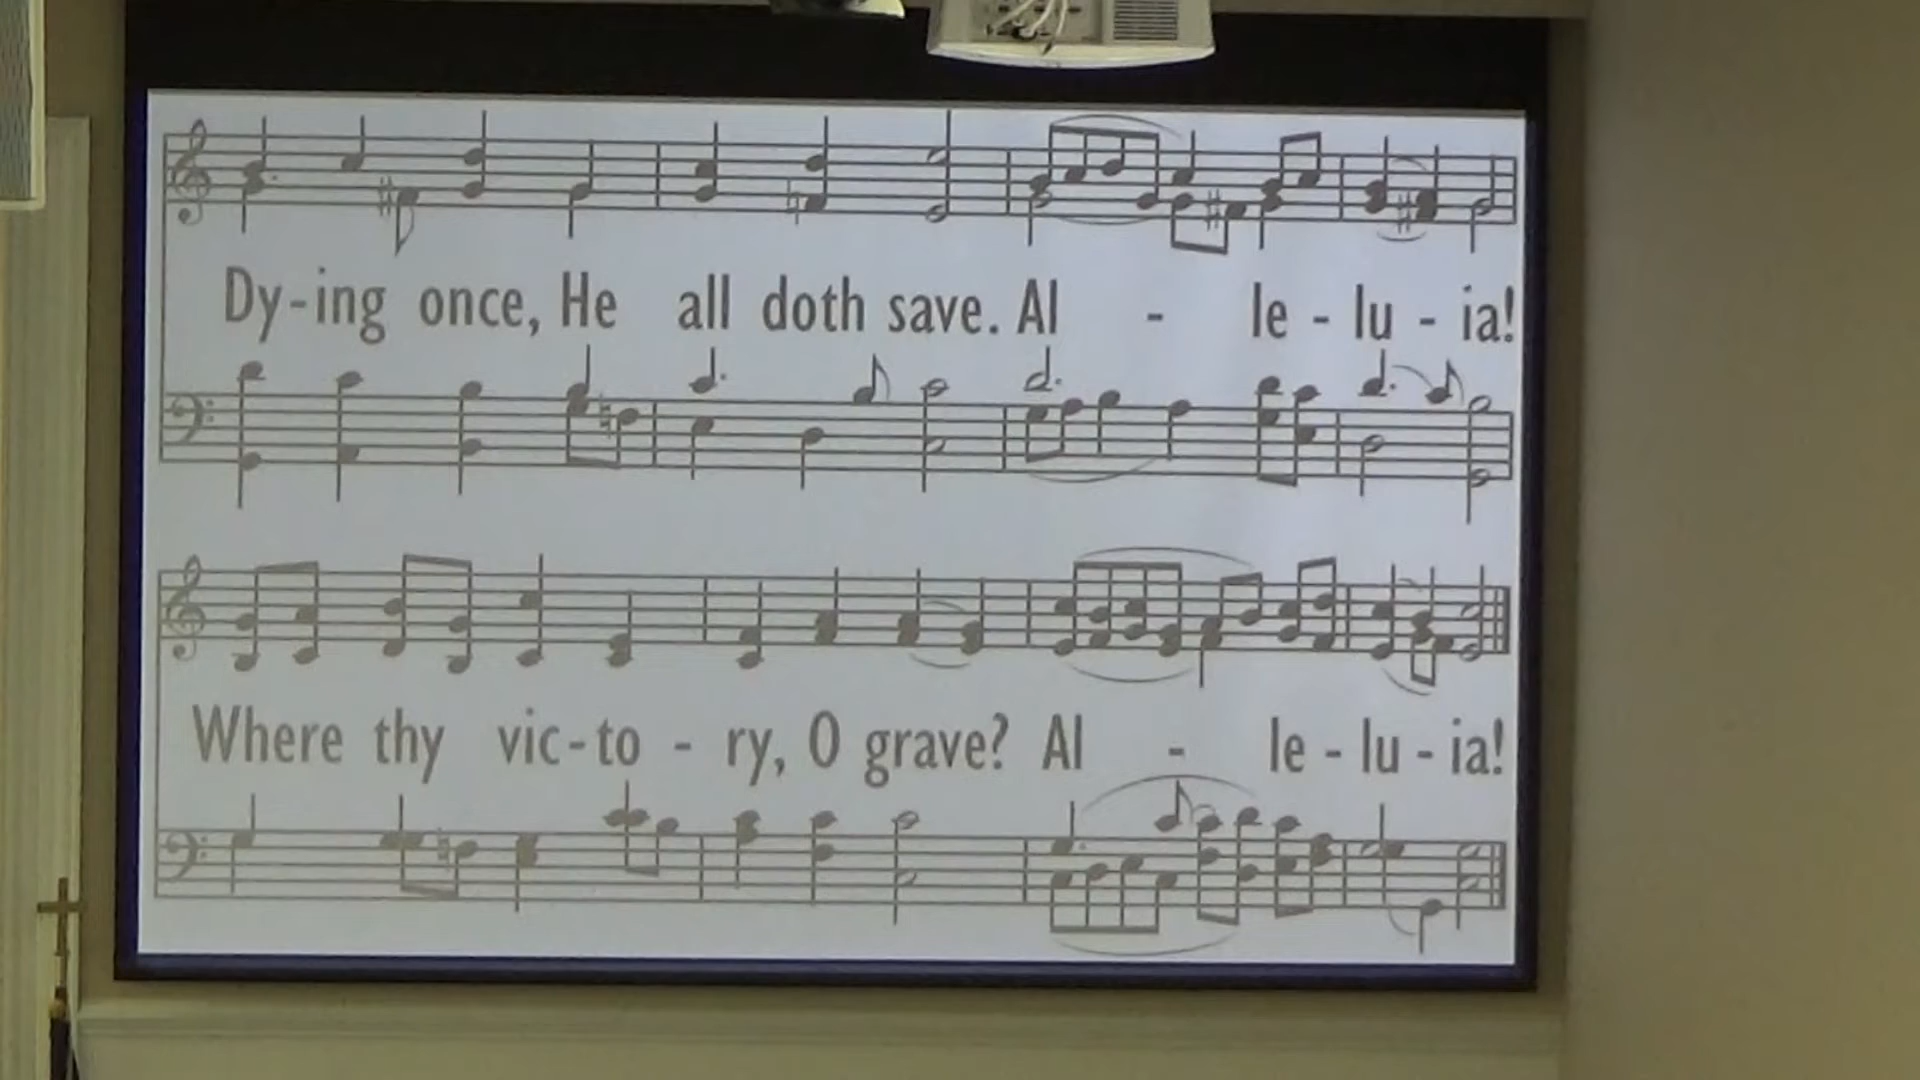 Dy-ing once, He all doth save. Al - le - lu - ia!
Where thy vic-to - ry, O grave? Al - le - lu - ia!